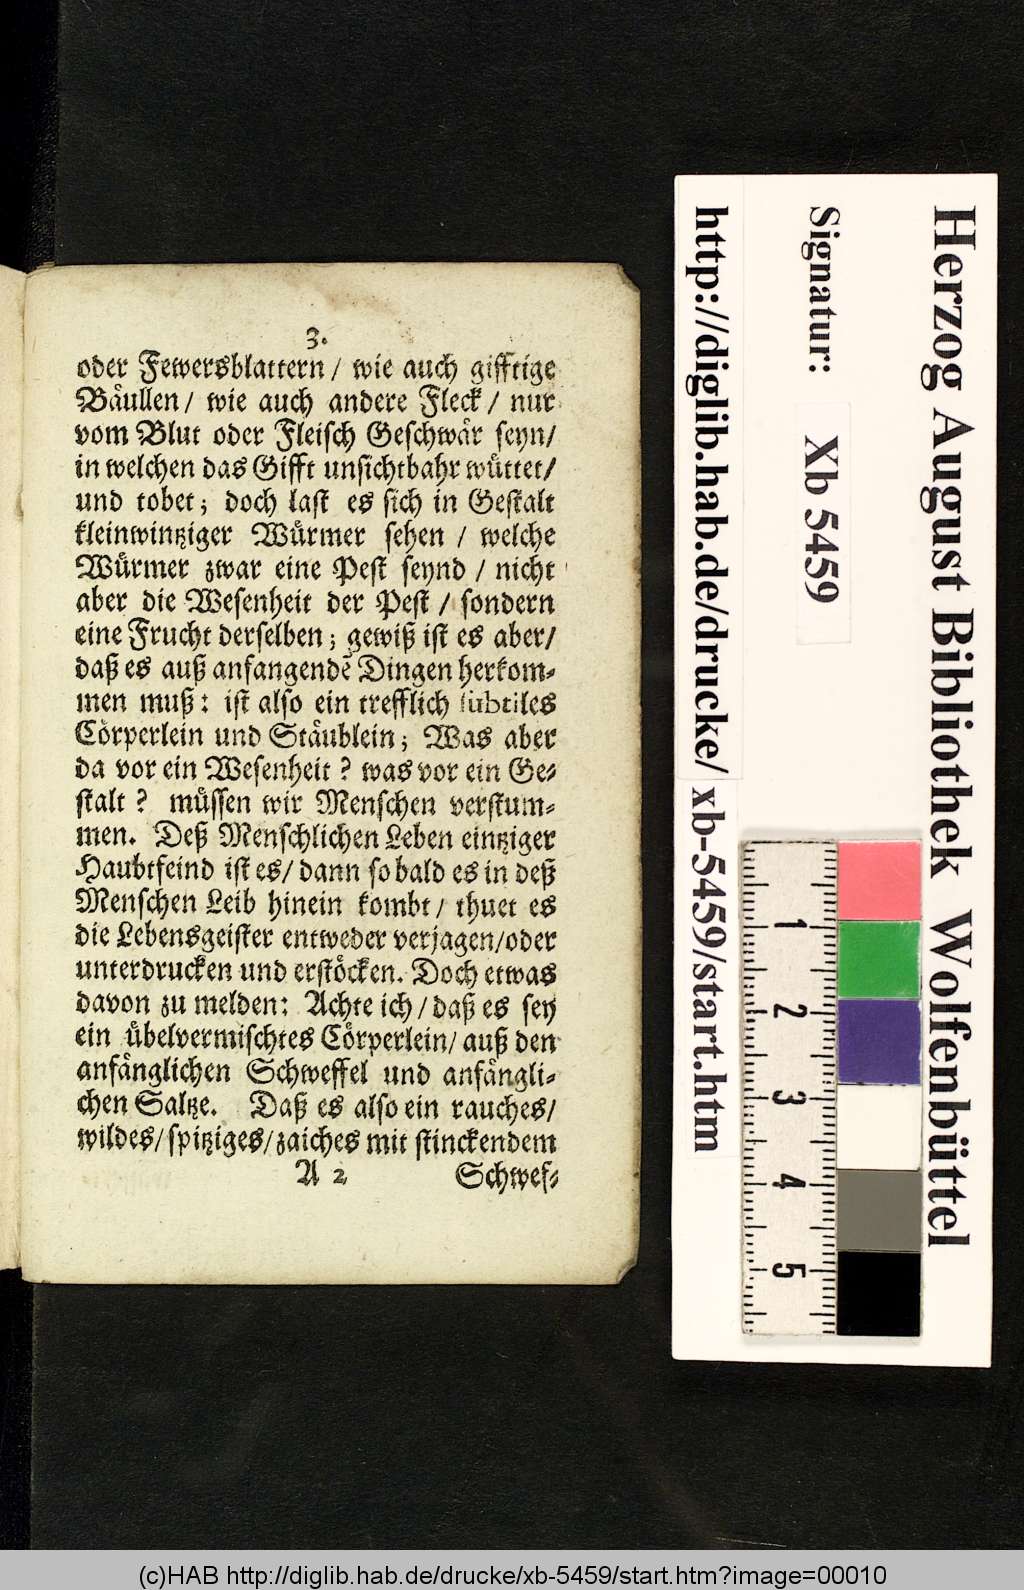 3.
oder Fewersblattern/ wie auch gifftige
Bäullen/ wie auch andere Fleck/ nur
vom Blut oder Fleisch Geschwär seyn/
in welchen das Gifft unsichtbahr wüttet/
und tobet; doch last es sich in Gestalt
kleinwintziger Würmer sehen / welche
Würmer zwar eine Pest seynd / nicht
aber die Wesenheit der Pest / sondern
eine Frucht derselben; gewiß ist es aber/
daß es auß anfangendē Dingen herkom-
men muß: ist also ein trefflich subtiles
Cörperlein und Stäublein; Was aber
da vor ein Wesenheit? was vor ein Ge-
stalt? müssen wir Menschen verstum-
men. Deß Menschlichen Leben eintziger
Haubtfeind ist es/ dann so bald es in deß
Menschen Leib hinein kombt/ thuet es
die Lebensgeister entweder verjagen/oder
unterdrucken und erstöcken. Doch etwas
davon zu melden: Achte ich / daß es sey
ein übelvermischtes Cörperlein/ auß den
anfänglichen Schweffel und anfängli-
chen Saltze. Daß es also ein rauches/
wildes/spitziges/zaiches mit stinckendem
A 2 Schwef-
Herzog August Bibliothek Wolfenbüttel
Signatur: Xb 5459
http://diglib.hab.de/drucke/xb-5459/start.htm
1
2
3
4
5
(c)HAB http://diglib.hab.de/drucke/xb-5459/start.htm?image=00010